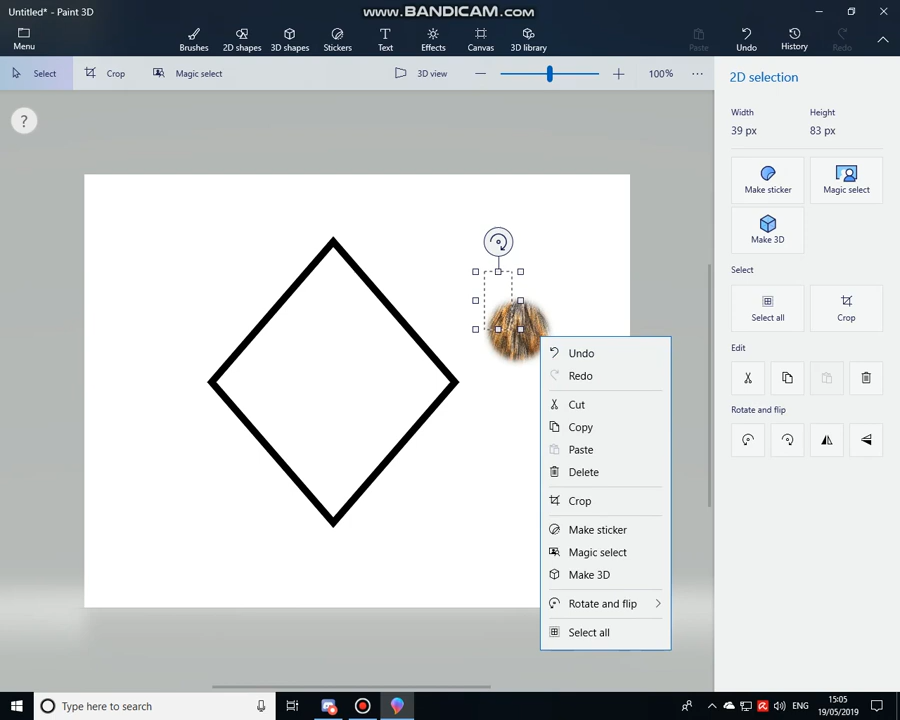 Untitled* - Paint 3D
www.BANDICAM.com
Menu
Brushes
2D shapes
3D shapes
Stickers
Text
Effects
Canvas
3D library
Paste
Undo
History
Redo
Select
Crop
Magic select
3D view
100%
2D selection
Width
Height
39 px
83 px
Make sticker
Magic select
Make 3D
Select
Select all
Crop
Edit
Rotate and flip
?
Undo
Redo
Cut
Copy
Paste
Delete
Crop
Make sticker
Magic select
Make 3D
Rotate and flip
Select all
Type here to search
ENG
15:05
19/05/2019